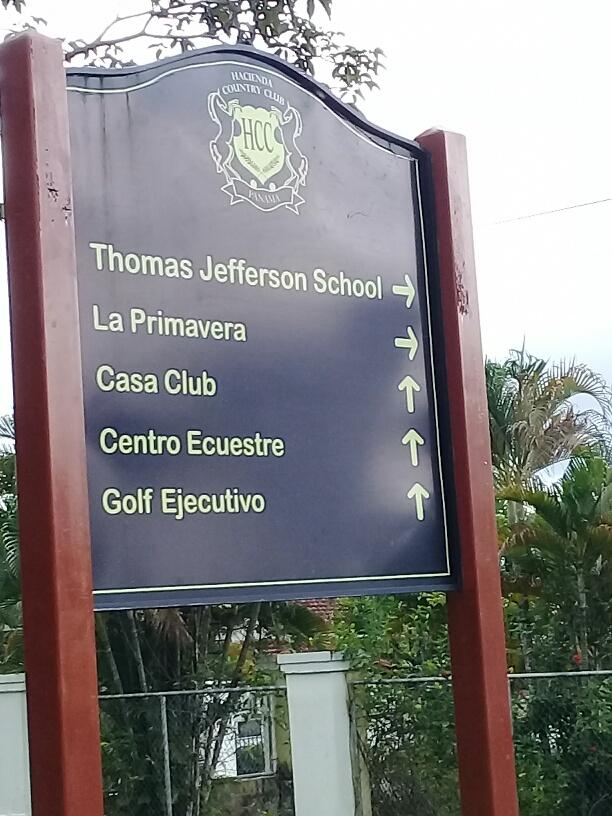 HACIENDA
COUNTRY CLUB
HCC
PANAMA
Thomas Jefferson School →
La Primavera →
Casa Club ↑
Centro Ecuestre ↑
Golf Ejecutivo ↑